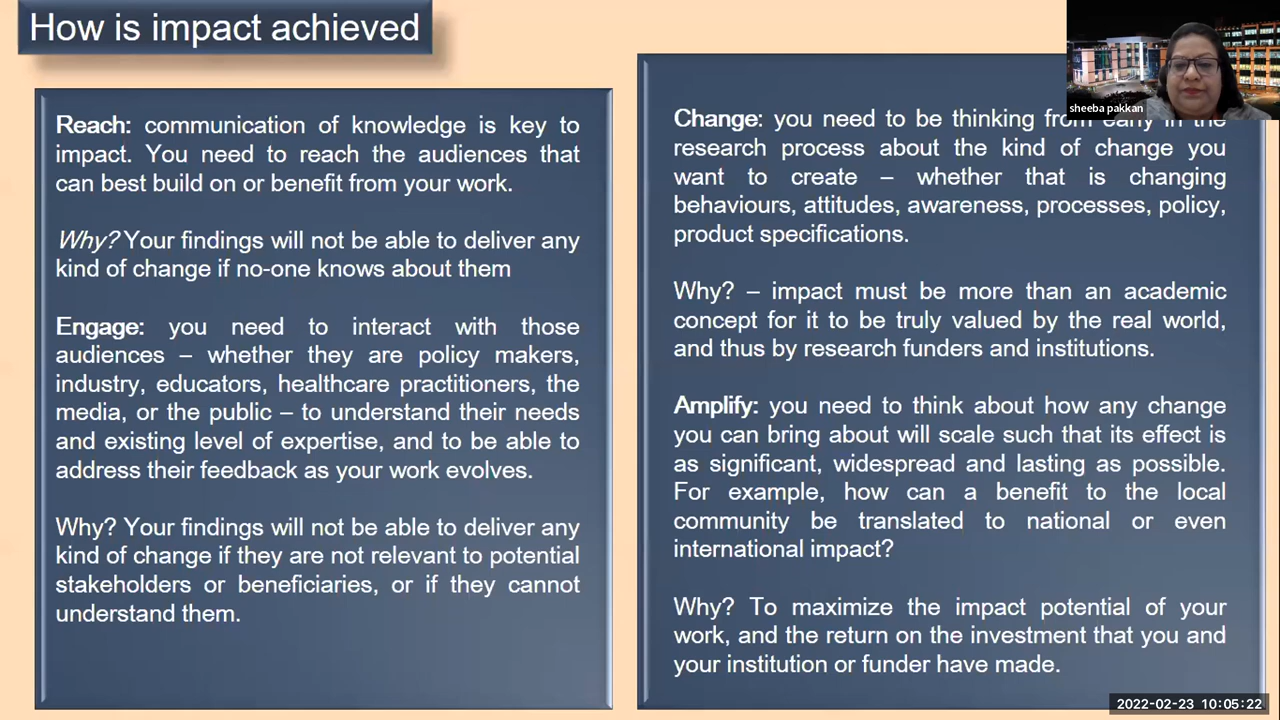 How is impact achieved
Reach: communication of knowledge is key to
impact. You need to reach the audiences that
can best build on or benefit from your work.
Why? Your findings will not be able to deliver any
kind of change if no-one knows about them
Engage: you need to interact with those
audiences – whether they are policy makers,
industry, educators, healthcare practitioners, the
media, or the public – to understand their needs
and existing level of expertise, and to be able to
address their feedback as your work evolves.
Why? Your findings will not be able to deliver any
kind of change if they are not relevant to potential
stakeholders or beneficiaries, or if they cannot
understand them.
sheeba pakkan
Change: you need to be thinking from early in the
research process about the kind of change you
want to create – whether that is changing
behaviours, attitudes, awareness, processes, policy,
product specifications.
Why? – impact must be more than an academic
concept for it to be truly valued by the real world,
and thus by research funders and institutions.
Amplify: you need to think about how any change
you can bring about will scale such that its effect is
as significant, widespread and lasting as possible.
For example, how can a benefit to the local
community be translated to national or even
international impact?
Why? To maximize the impact potential of your
work, and the return on the investment that you and
your institution or funder have made.
2022-02-23 10:05:22